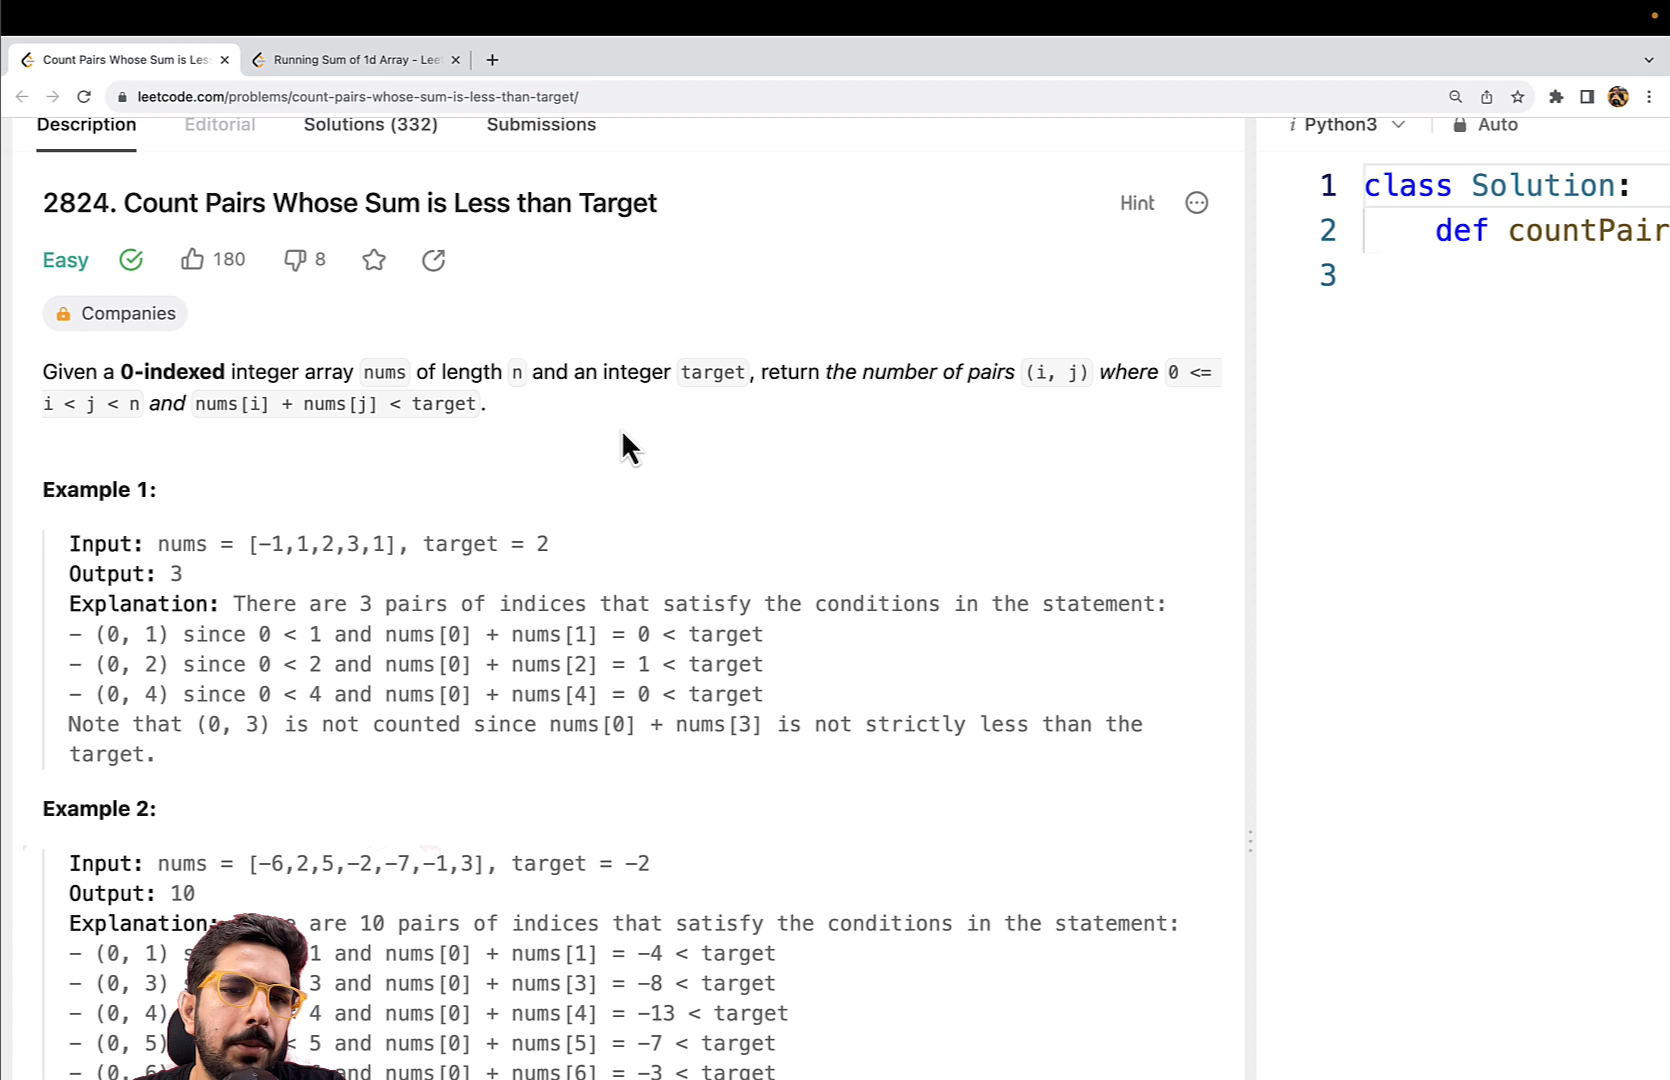 Count Pairs Whose Sum is Les
Running Sum of 1d Array - Leet
leetcode.com/problems/count-pairs-whose-sum-is-less-than-target/
Description Editorial Solutions (332) Submissions
i Python3 Auto
2824. Count Pairs Whose Sum is Less than Target
Hint
Easy 180 8
Companies
Given a 0-indexed integer array nums of length n and an integer target, return the number of pairs (i, j) where 0 <=
i < j < n and nums[i] + nums[j] < target.
Example 1:
Input: nums = [-1,1,2,3,1], target = 2
Output: 3
Explanation: There are 3 pairs of indices that satisfy the conditions in the statement:
- (0, 1) since 0 < 1 and nums[0] + nums[1] = 0 < target
- (0, 2) since 0 < 2 and nums[0] + nums[2] = 1 < target
- (0, 4) since 0 < 4 and nums[0] + nums[4] = 0 < target
Note that (0, 3) is not counted since nums[0] + nums[3] is not strictly less than the
target.
Example 2:
Input: nums = [-6,2,5,-2,-7,-1,3], target = -2
Output: 10
Explanation: are 10 pairs of indices that satisfy the conditions in the statement:
- (0, 1) s 1 and nums[0] + nums[1] = -4 < target
- (0, 3) 3 and nums[0] + nums[3] = -8 < target
- (0, 4) 4 and nums[0] + nums[4] = -13 < target
- (0, 5) < 5 and nums[0] + nums[5] = -7 < target
- (0, 6) and nums[0] + nums[6] = -3 < target
1 class Solution:
2 def countPair
3